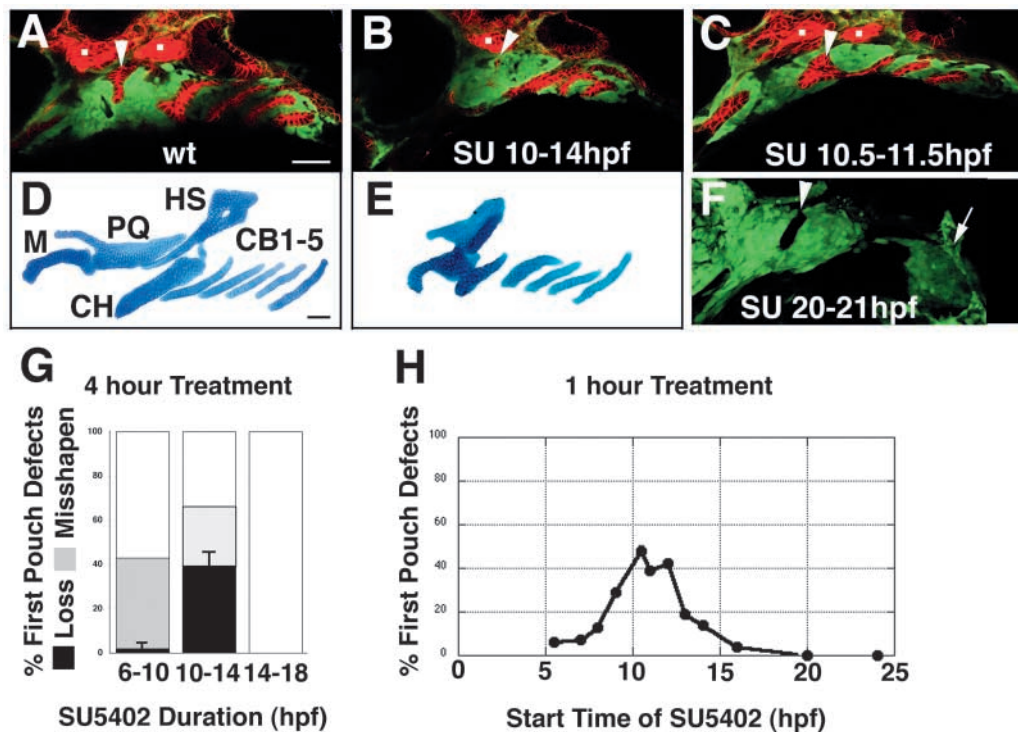 A
wt
B
SU 10-14hpf
C
SU 10.5-11.5hpf
D
M
PQ
HS
CB1-5
CH
E
F
SU 20-21hpf
G
4 hour Treatment
% First Pouch Defects
Loss
Misshapen
100
80
60
40
20
0
6-10 10-14 14-18
SU5402 Duration (hpf)
H
1 hour Treatment
% First Pouch Defects
100
80
60
40
20
0
0 5 10 15 20 25
Start Time of SU5402 (hpf)